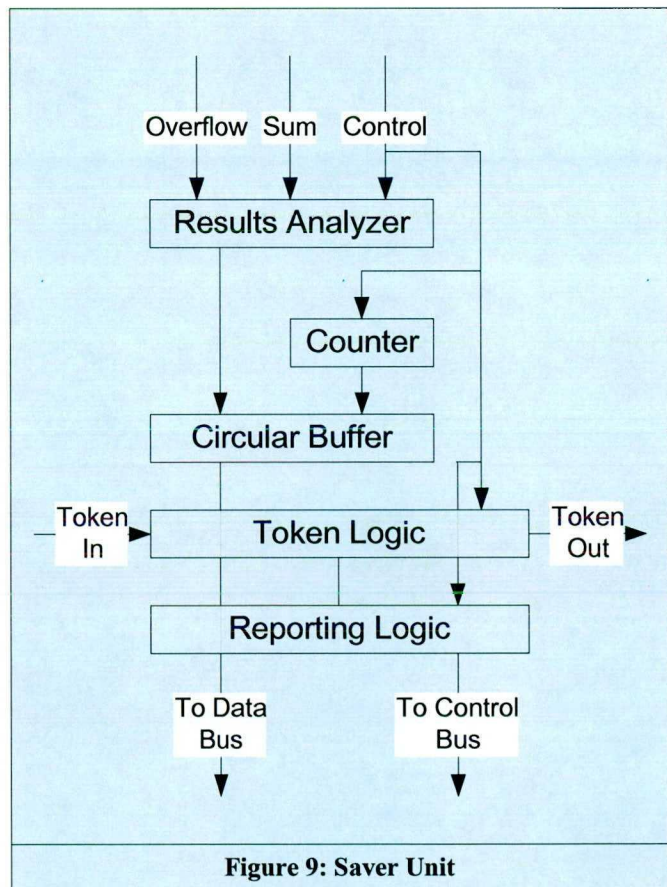 Overflow Sum Control
Results Analyzer
Counter
Circular Buffer
Token
In
Token Logic
Token
Out
Reporting Logic
To Data
Bus
To Control
Bus
Figure 9: Saver Unit